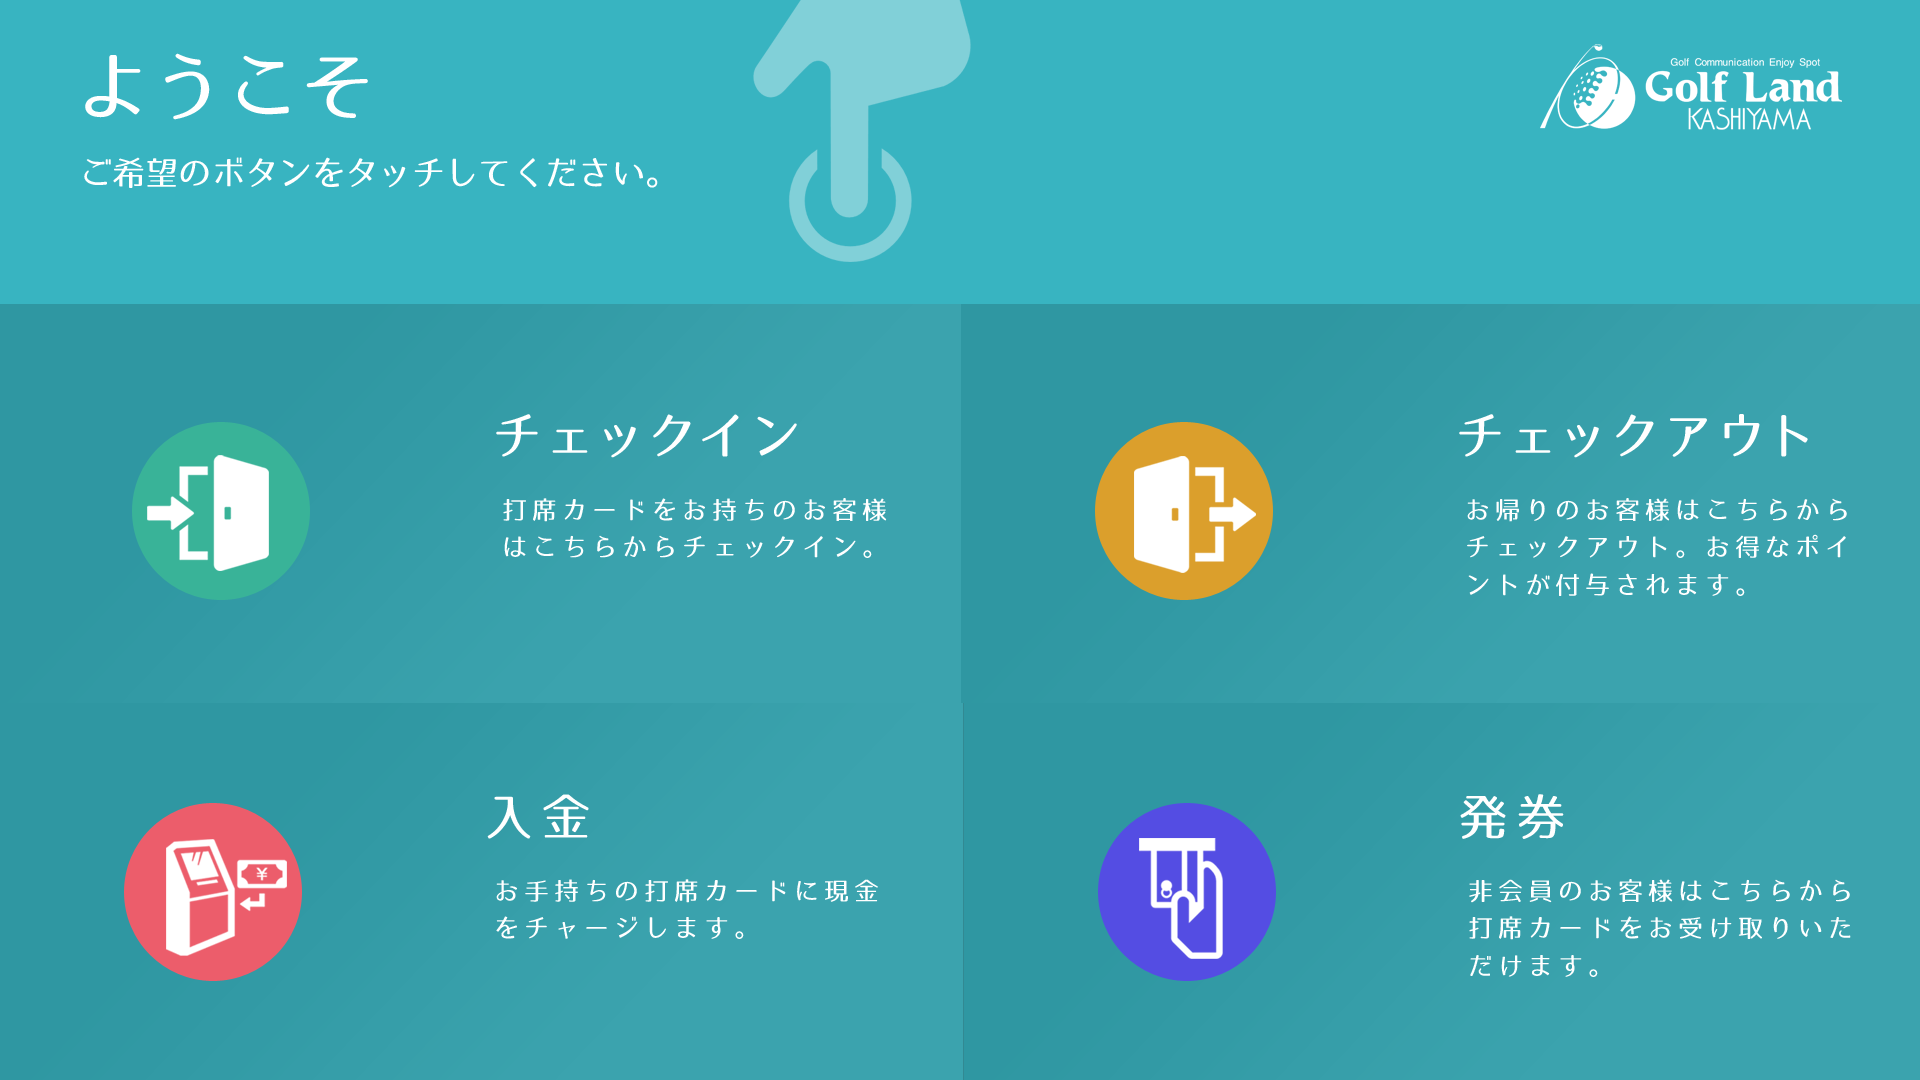 ようこそ
ご希望のボタンをタッチしてください。
Golf Communication Enjoy Spot
Golf Land
KASHIYAMA
チェックイン
打席カードをお持ちのお客様
はこちらからチェックイン。
チェックアウト
お帰りのお客様はこちらから
チェックアウト。お得なポイ
ントが付与されます。
入金
お手持ちの打席カードに現金
をチャージします。
¥
発券
非会員のお客様はこちらから
打席カードをお受け取りいた
だけます。